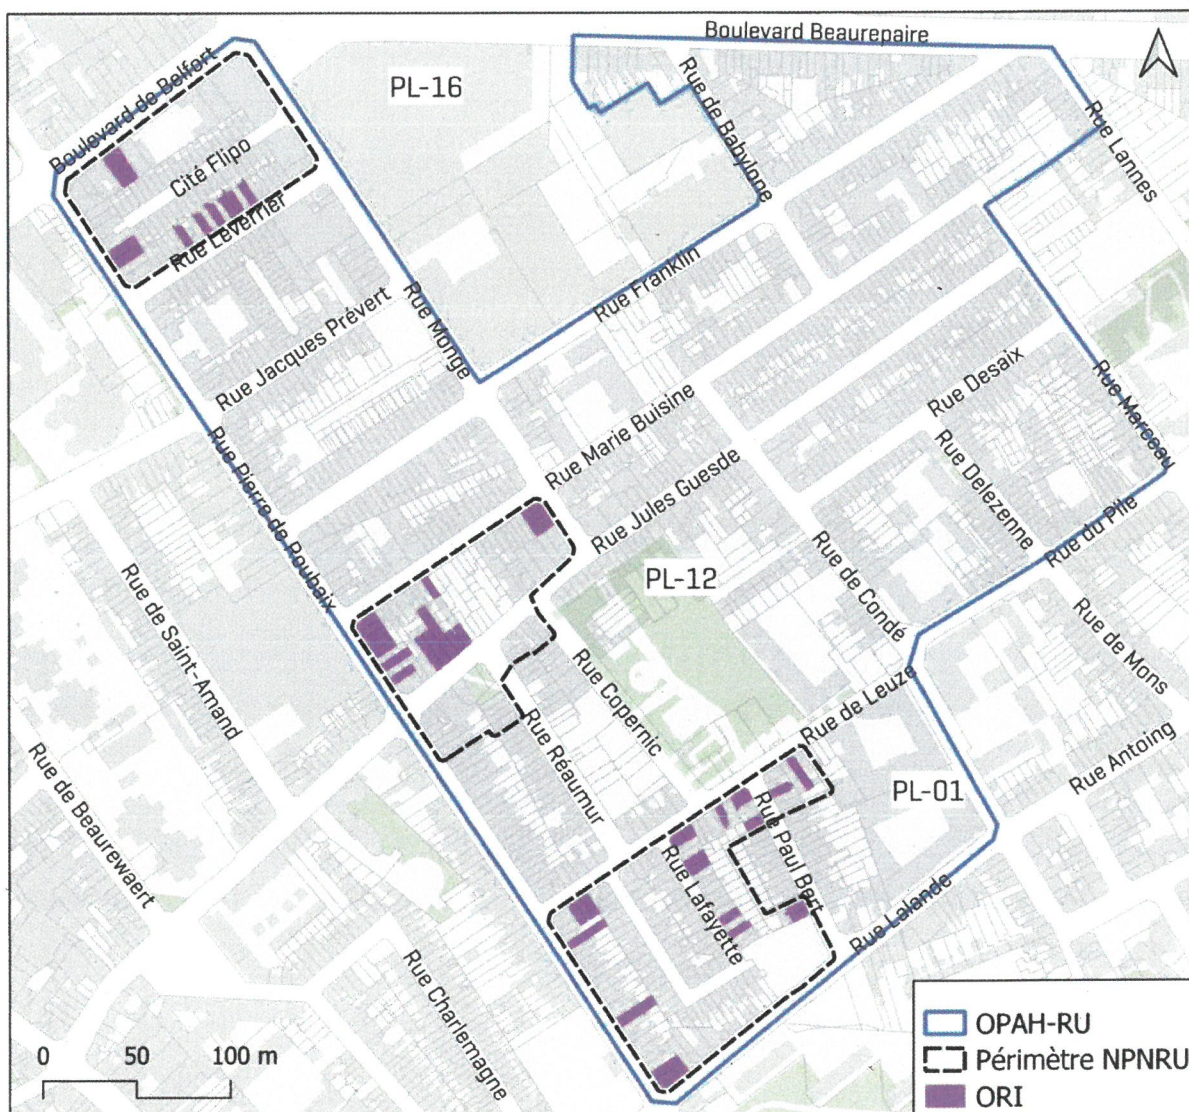 Boulevard Beaurepaire
Boulevard de Belfort
PL-16
Rue de Babylone
Rue Lannes
Cité Flipo
Rue Leverrier
Rue Franklin
Rue Monge
Rue Jacques Prévert
Rue Marie Buisine
Rue Desaix
Rue Marceau
Rue Pierre de Roubaix
Rue Jules Guesde
Rue Delezenne
Rue du Pile
Rue de Saint-Amand
PL-12
Rue de Condé
Rue de Mons
Rue Copernic
Rue de Leuze
Rue Réaumur
Rue Antoing
Rue de Beaurewaert
PL-01
Rue Paul Bert
Rue Lafayette
Rue Lalande
Rue Charlemagne
0 50 100 m
OPAH-RU
Périmètre NPNRU
ORI